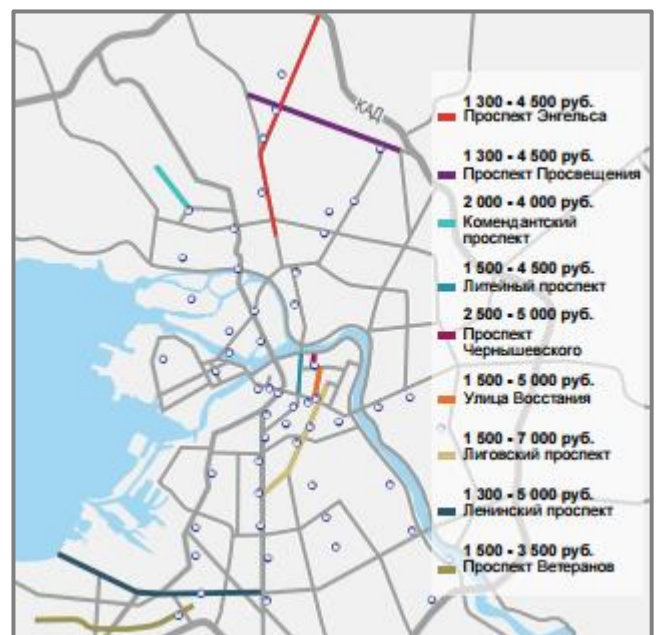 КАД
1 300 - 4 500 руб.
Проспект Энгельса
1 300 - 4 500 руб.
Проспект Просвещения
2 000 - 4 000 руб.
Комендантский
проспект
1 500 - 4 500 руб.
Литейный проспект
2 500 - 5 000 руб.
Проспект
Чернышевского
1 500 - 5 000 руб.
Улица Восстания
1 500 - 7 000 руб.
Лиговский проспект
1 300 - 5 000 руб.
Ленинский проспект
1 500 - 3 500 руб.
Проспект Ветеранов